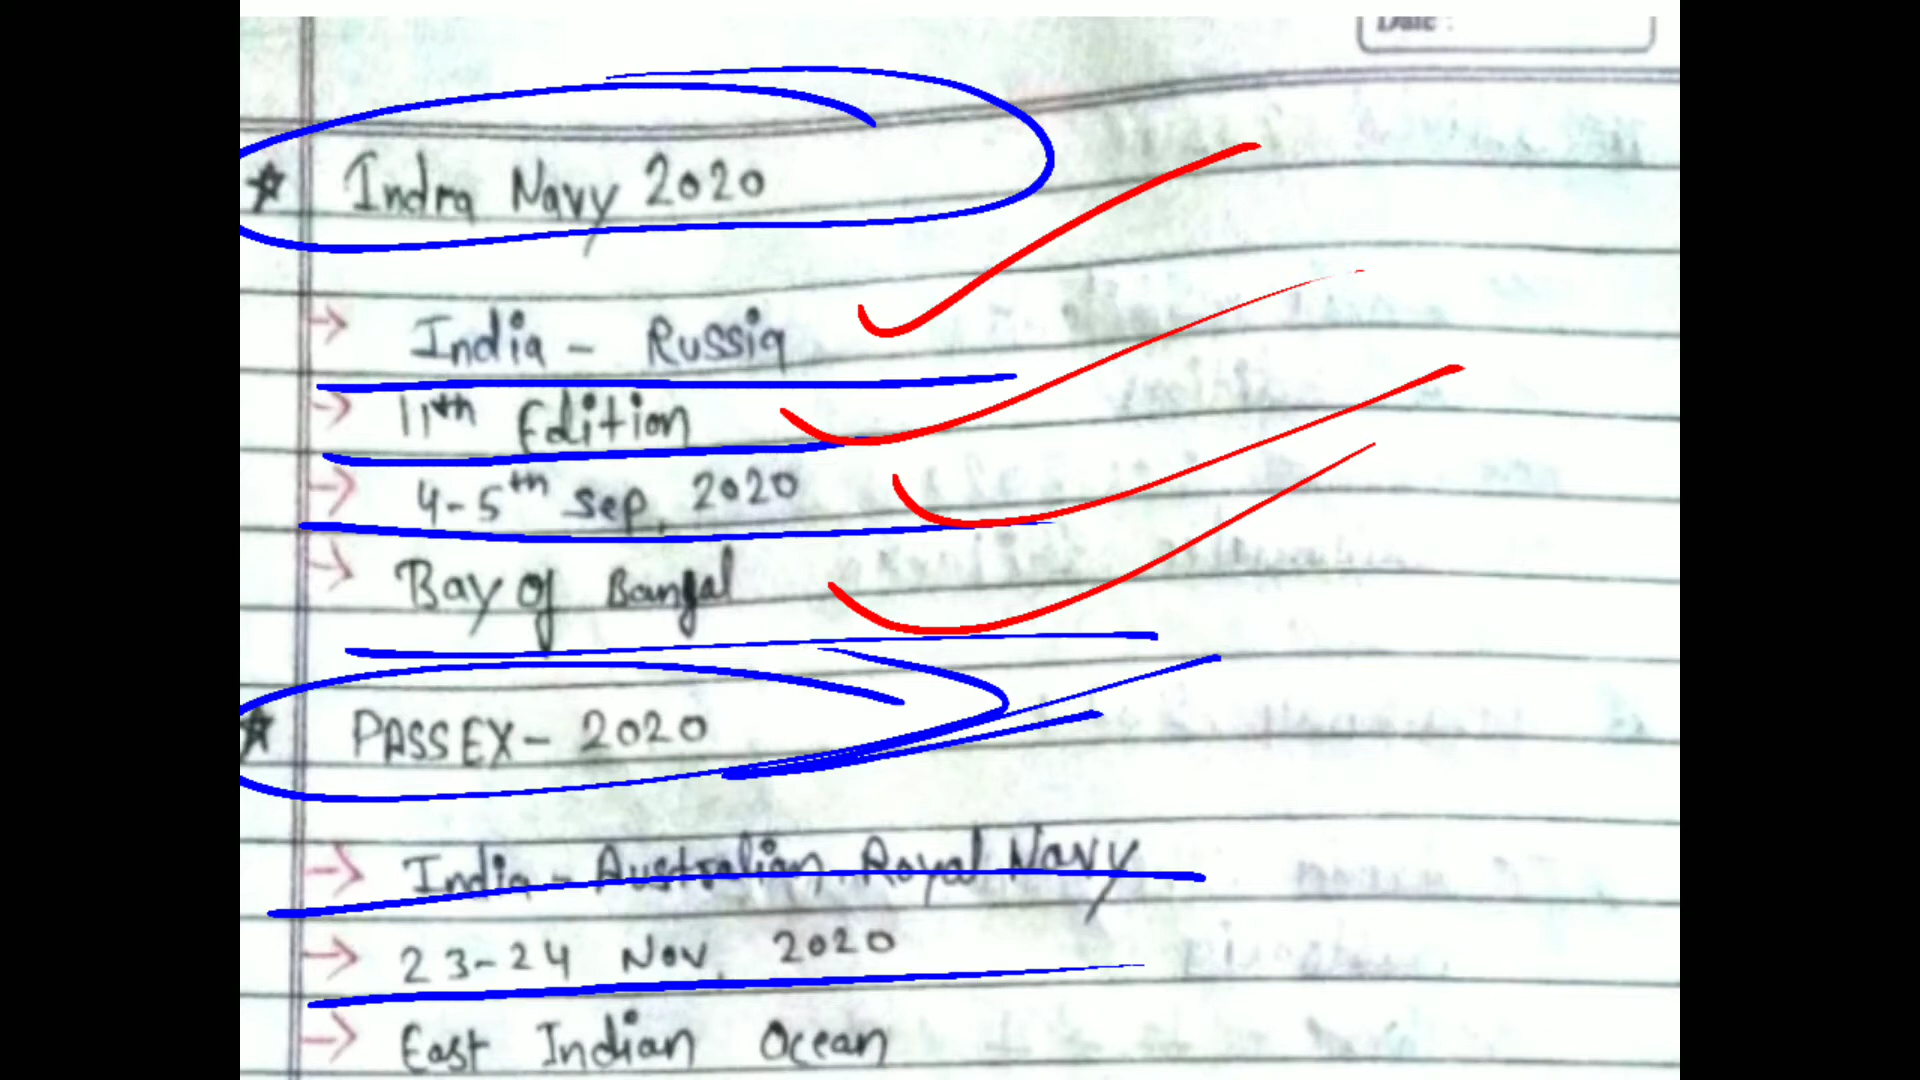 Date :
★ Indra Navy 2020
→ India - Russia
→ 11th Edition
→ 4-5th Sep, 2020
→ Bay of Bangal
★ PASSEX - 2020
→ India - Australian Royal Navy
→ 23-24 Nov, 2020
→ East Indian Ocean